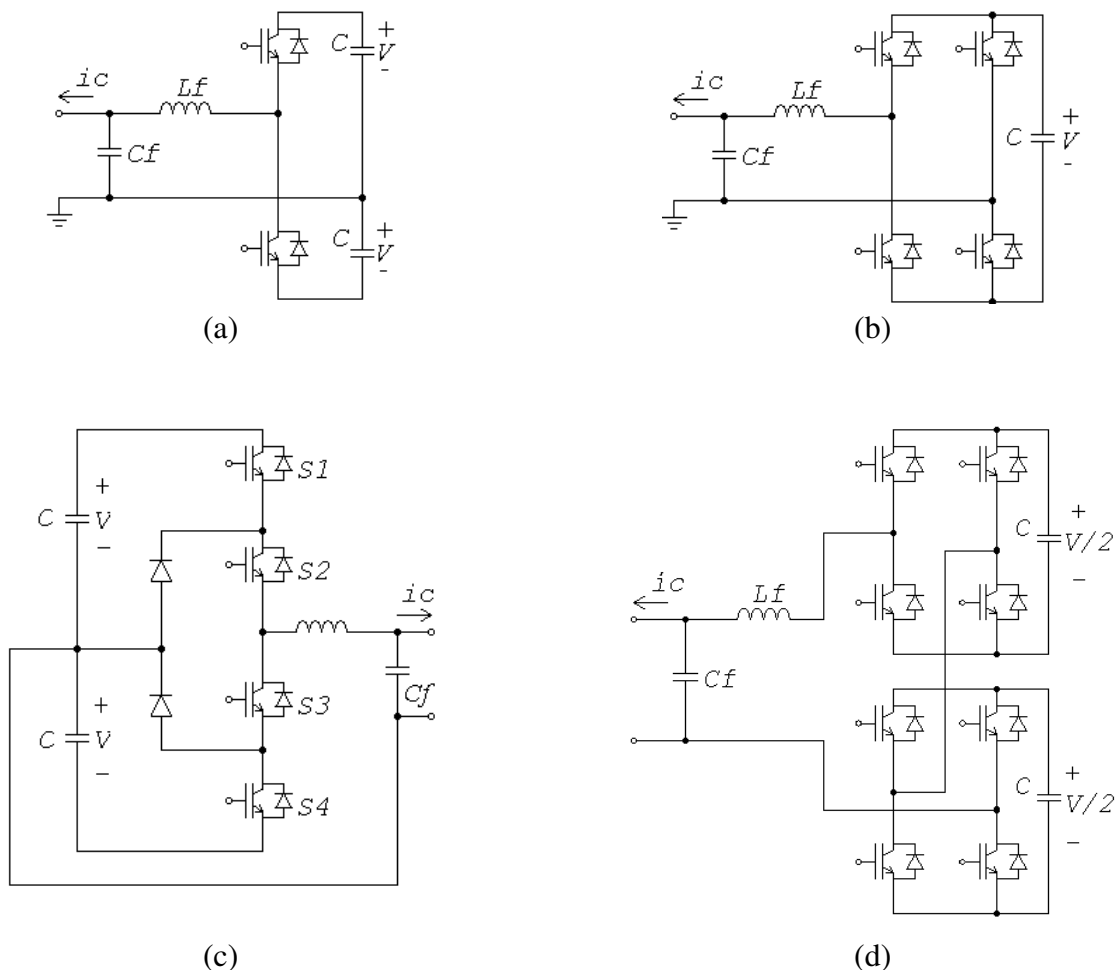 C
+
V
-
ic
Lf
Cf
C
+
V
-
(a)
ic
Lf
Cf
C
+
V
-
(b)
S1
C
+
V
-
S2
ic
Cf
S3
C
+
V
-
S4
(c)
C
+
V/2
-
ic
Lf
Cf
C
+
V/2
-
(d)